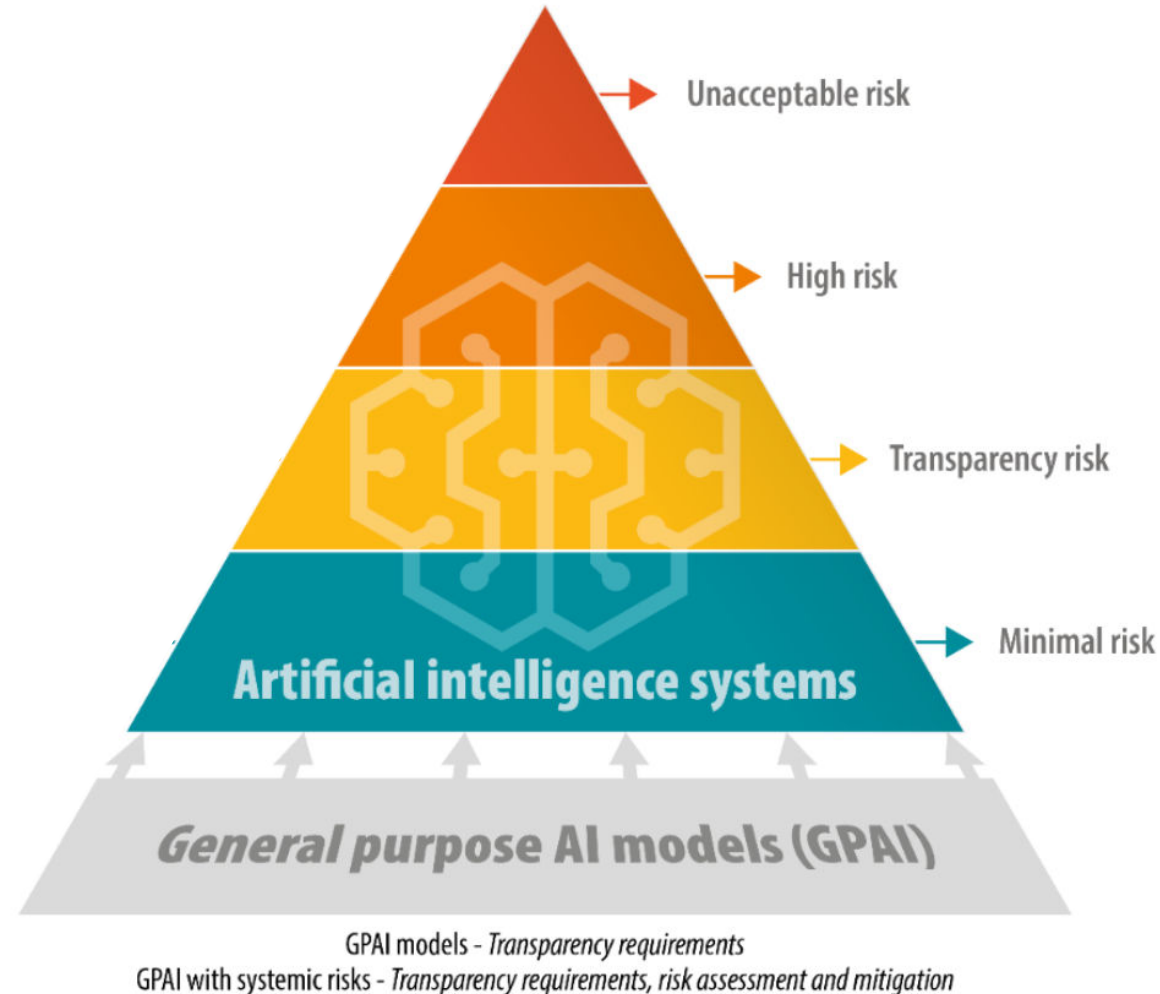 Unacceptable risk
High risk
Transparency risk
Minimal risk
Artificial intelligence systems
General purpose AI models (GPAI)
GPAI models - Transparency requirements
GPAI with systemic risks - Transparency requirements, risk assessment and mitigation